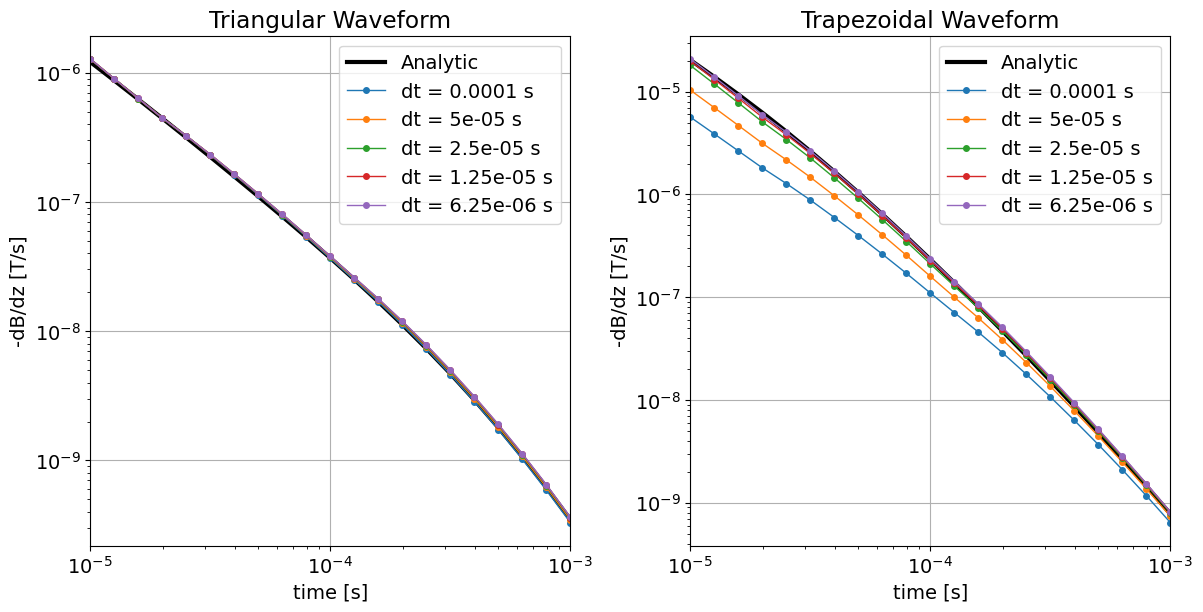 Triangular Waveform
-dB/dz [T/s]
10⁻⁶
10⁻⁷
10⁻⁸
10⁻⁹
Analytic
dt = 0.0001 s
dt = 5e-05 s
dt = 2.5e-05 s
dt = 1.25e-05 s
dt = 6.25e-06 s
10⁻⁵
10⁻⁴
10⁻³
time [s]
Trapezoidal Waveform
-dB/dz [T/s]
10⁻⁵
10⁻⁶
10⁻⁷
10⁻⁸
10⁻⁹
Analytic
dt = 0.0001 s
dt = 5e-05 s
dt = 2.5e-05 s
dt = 1.25e-05 s
dt = 6.25e-06 s
10⁻⁵
10⁻⁴
10⁻³
time [s]